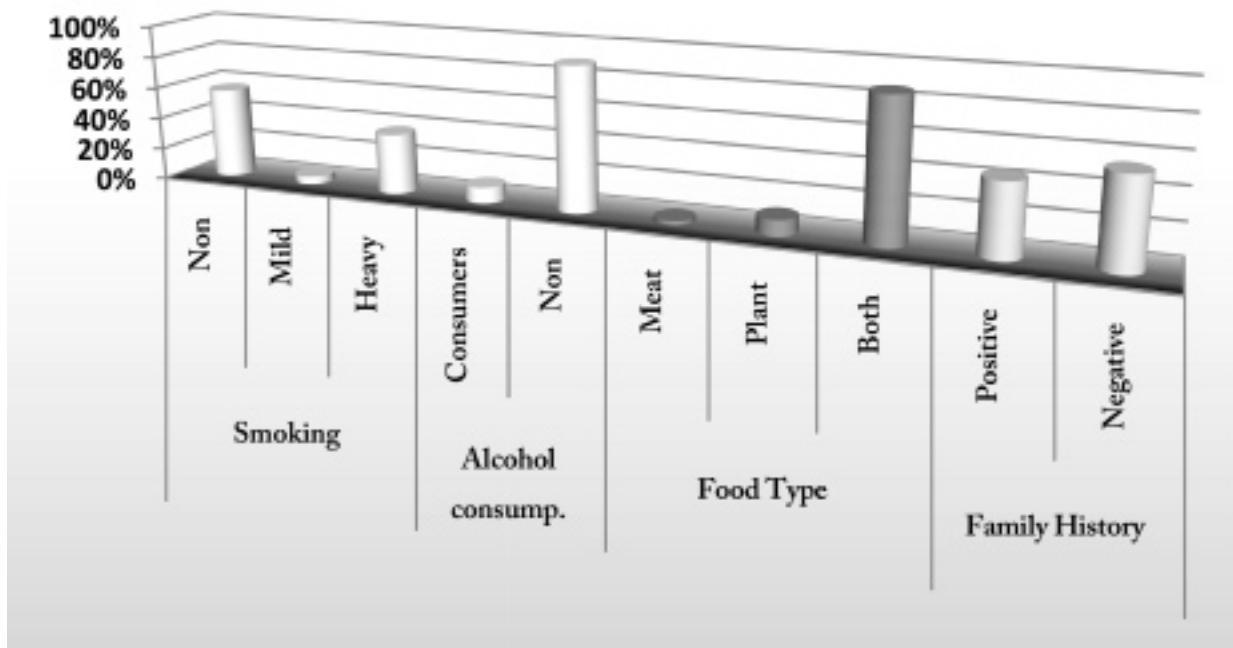 100%
80%
60%
40%
20%
0%
Non
Mild
Heavy
Consumers
Non
Meat
Plant
Both
Positive
Negative
Smoking
Alcohol
consump.
Food Type
Family History